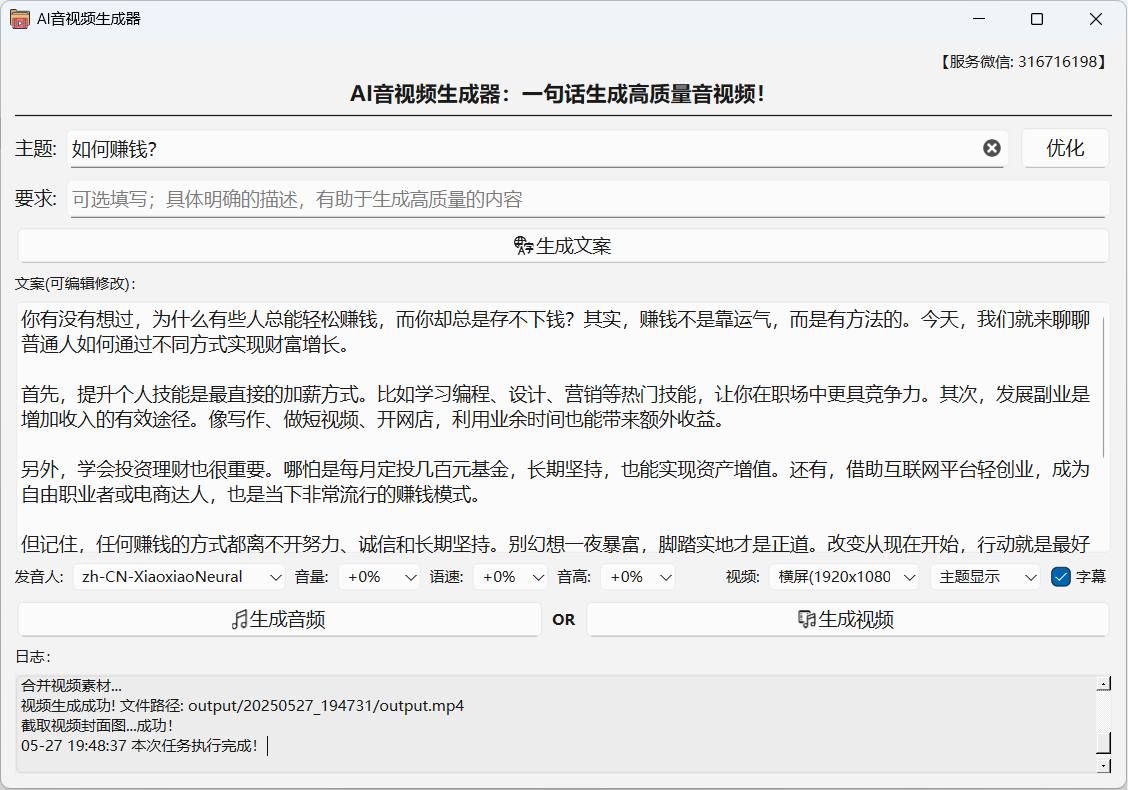 AI音视频生成器
【服务微信: 316716198】
AI音视频生成器：一句话生成高质量音视频！
主题: 如何赚钱? 优化
要求: 可选填写；具体明确的描述，有助于生成高质量的内容
生成文案
文案(可编辑修改):
你有没有想过，为什么有些人总能轻松赚钱，而你却总是存不下钱？其实，赚钱不是靠运气，而是有方法的。今天，我们就来聊聊
普通人如何通过不同方式实现财富增长。
首先，提升个人技能是最直接的加薪方式。比如学习编程、设计、营销等热门技能，让你在职场中更具竞争力。其次，发展副业是
增加收入的有效途径。像写作、做短视频、开网店，利用业余时间也能带来额外收益。
另外，学会投资理财也很重要。哪怕是每月定投几百元基金，长期坚持，也能实现资产增值。还有，借助互联网平台轻创业，成为
自由职业者或电商达人，也是当下非常流行的赚钱模式。
但记住，任何赚钱的方式都离不开努力、诚信和长期坚持。别幻想一夜暴富，脚踏实地才是正道。改变从现在开始，行动就是最好
发音人: zh-CN-XiaoxiaoNeural 音量: +0% 语速: +0% 音高: +0% 视频: 横屏(1920x1080 主题显示 字幕
生成音频 OR 生成视频
日志:
合并视频素材...
视频生成成功! 文件路径: output/20250527_194731/output.mp4
截取视频封面图...成功!
05-27 19:48:37 本次任务执行完成!